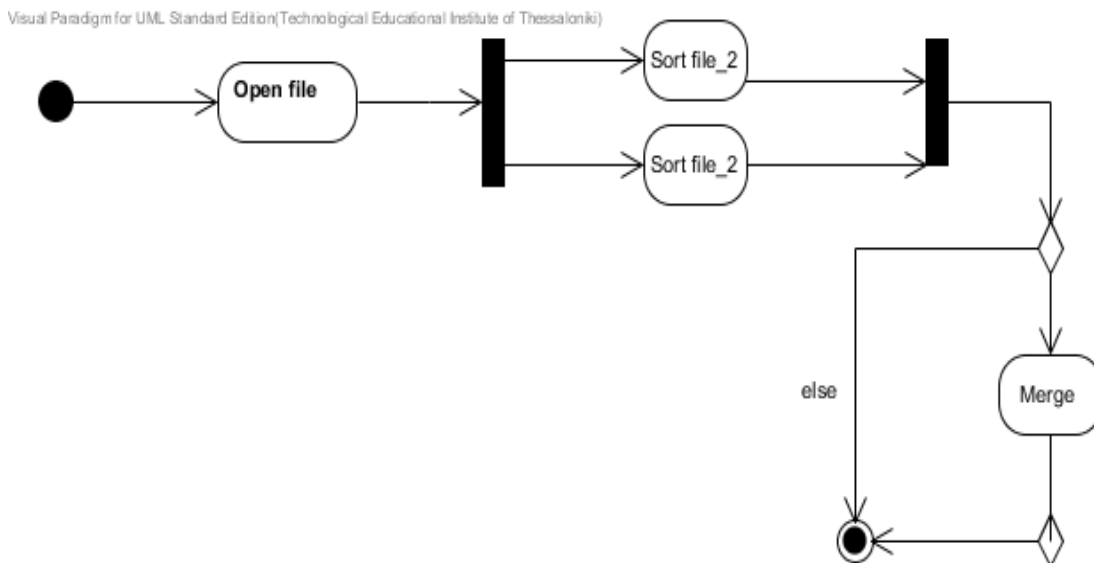 Visual Paradigm for UML Standard Edition(Technological Educational Institute of Thessaloniki)
Open file
Sort file_2
Sort file_2
else
Merge